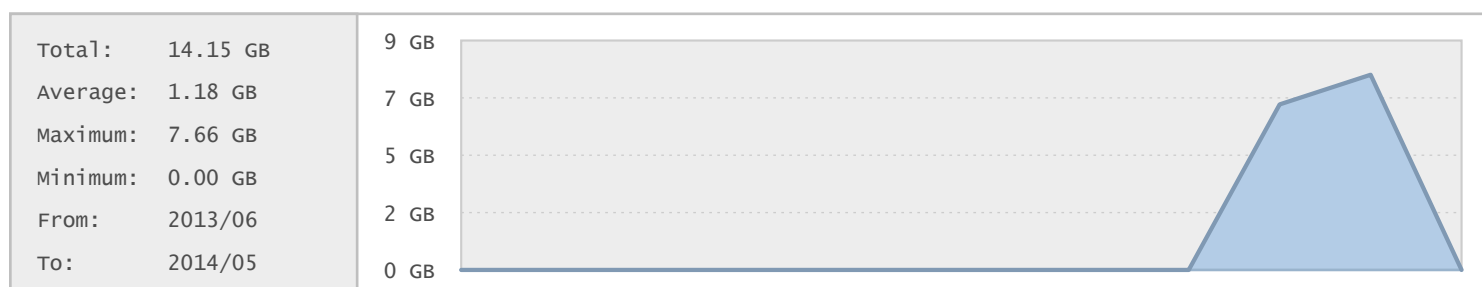 Total: 14.15 GB
Average: 1.18 GB
Maximum: 7.66 GB
Minimum: 0.00 GB
From: 2013/06
To: 2014/05
9 GB
7 GB
5 GB
2 GB
0 GB